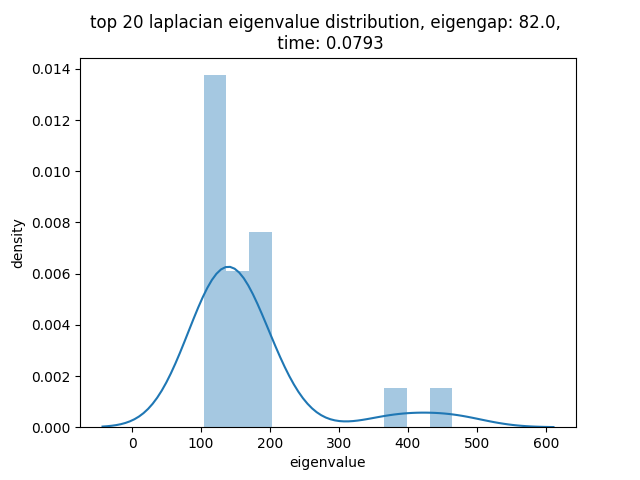 top 20 laplacian eigenvalue distribution, eigengap: 82.0,
time: 0.0793
0.014
0.012
0.010
0.008
0.006
0.004
0.002
0.000
density
0 100 200 300 400 500 600
eigenvalue